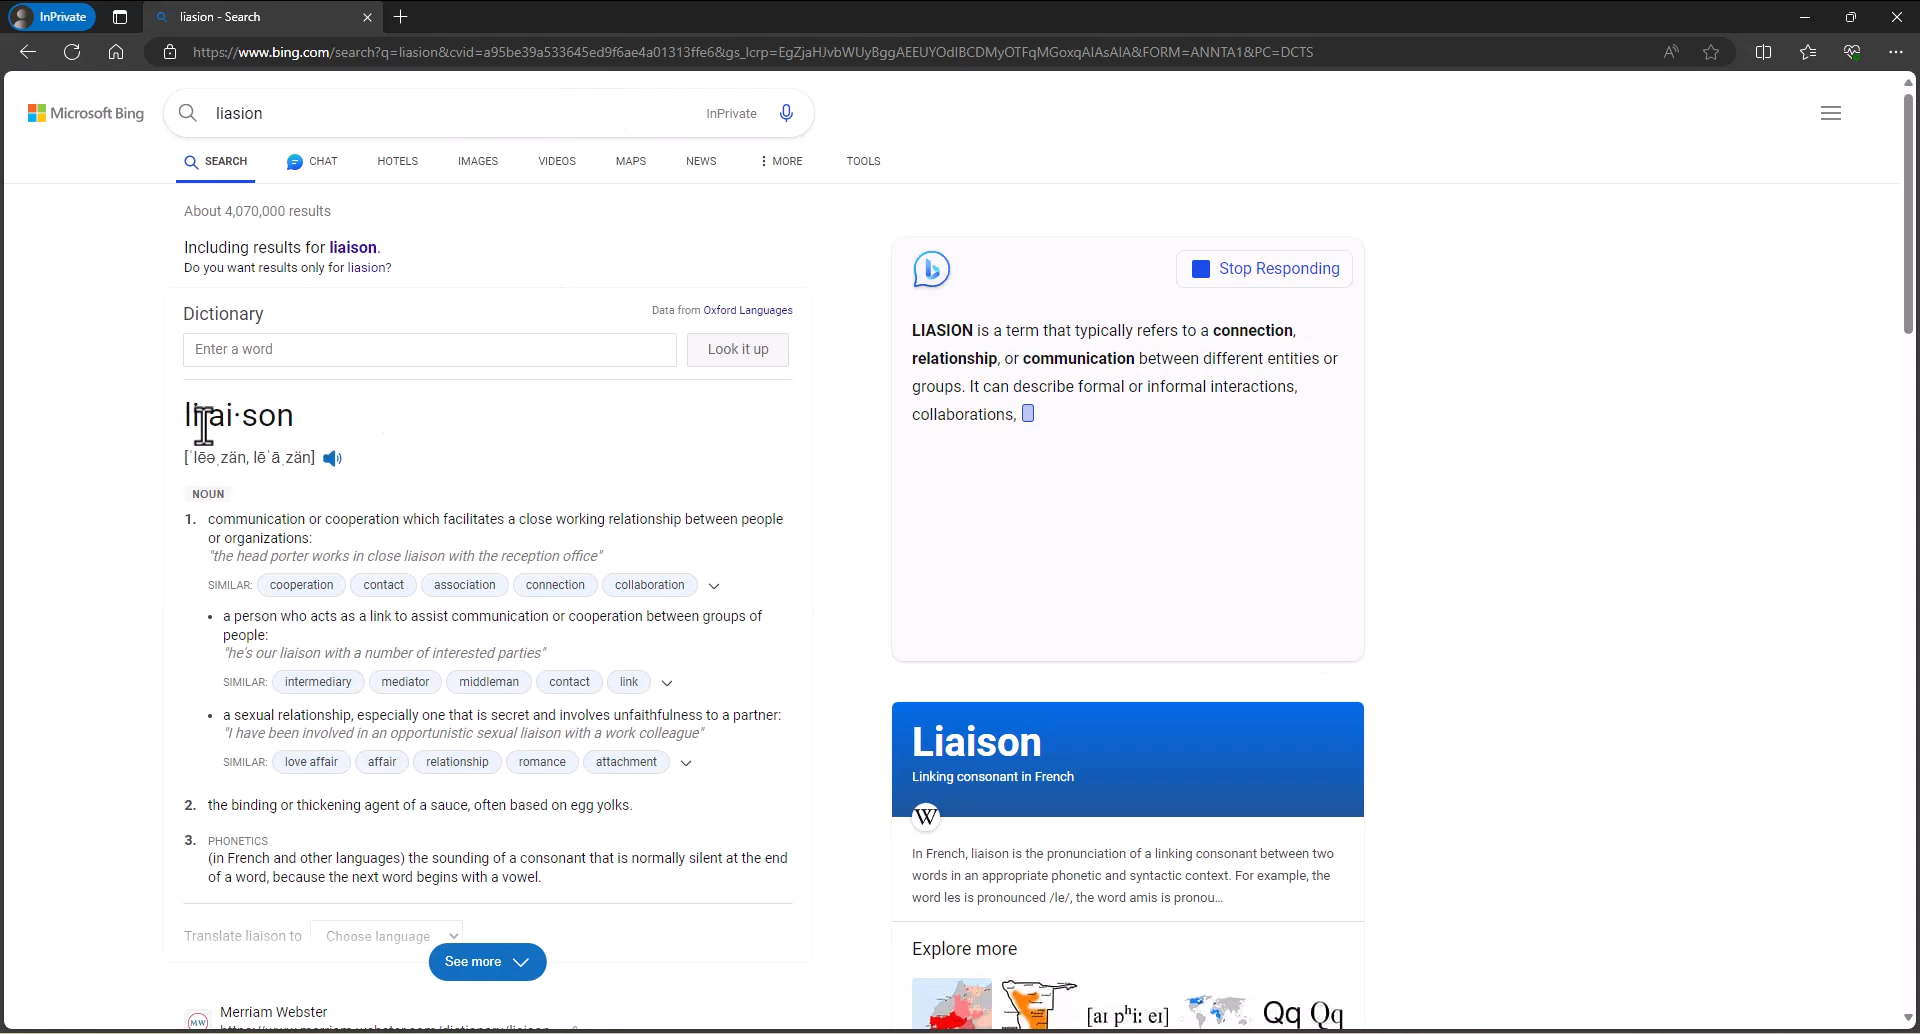 InPrivate
liasion - Search
https://www.bing.com/search?q=liasion&cvid=a95be39a533645ed9f6ae4a01313ffe6&gs_lcrp=EgZjaHJvbWUyBggAEEUYOdIBCDMyOTFqMGoxqAIAsAIA&FORM=ANNTA1&PC=DCTS
Microsoft Bing
liasion
InPrivate
SEARCH CHAT HOTELS IMAGES VIDEOS MAPS NEWS MORE TOOLS
About 4,070,000 results
Including results for liaison.
Do you want results only for liasion?
Dictionary
Data from Oxford Languages
Enter a word
Look it up
li·ai·son
[ˈlēəˌzän, lēˈāˌzän]
NOUN
1. communication or cooperation which facilitates a close working relationship between people
or organizations:
"the head porter works in close liaison with the reception office"
SIMILAR: cooperation contact association connection collaboration
• a person who acts as a link to assist communication or cooperation between groups of
people:
"he's our liaison with a number of interested parties"
SIMILAR: intermediary mediator middleman contact link
• a sexual relationship, especially one that is secret and involves unfaithfulness to a partner:
"I have been involved in an opportunistic sexual liaison with a work colleague"
SIMILAR: love affair affair relationship romance attachment
2. the binding or thickening agent of a sauce, often based on egg yolks.
3. PHONETICS
(in French and other languages) the sounding of a consonant that is normally silent at the end
of a word, because the next word begins with a vowel.
Translate liaison to Choose language
See more
Merriam Webster
MW
Stop Responding
LIASION is a term that typically refers to a connection,
relationship, or communication between different entities or
groups. It can describe formal or informal interactions,
collaborations,
Liaison
Linking consonant in French
W
In French, liaison is the pronunciation of a linking consonant between two
words in an appropriate phonetic and syntactic context. For example, the
word les is pronounced /le/, the word amis is pronou...
Explore more
[aɪ pʰiː eɪ]
Qq Qq